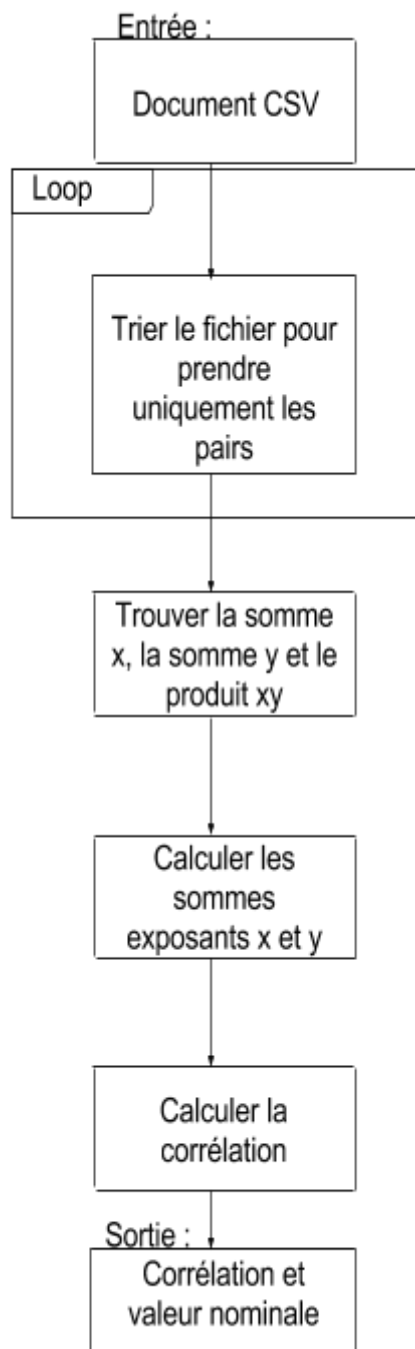 Entrée :
Document CSV
Loop
Trier le fichier pour
prendre
uniquement les
pairs
Trouver la somme
x, la somme y et le
produit xy
Calculer les
sommes
exposants x et y
Calculer la
corrélation
Sortie :
Corrélation et
valeur nominale